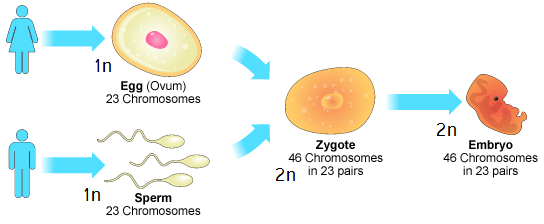 1n
Egg (Ovum)
23 Chromosomes
1n
Sperm
23 Chromosomes
2n
Zygote
46 Chromosomes
in 23 pairs
2n
Embryo
46 Chromosomes
in 23 pairs